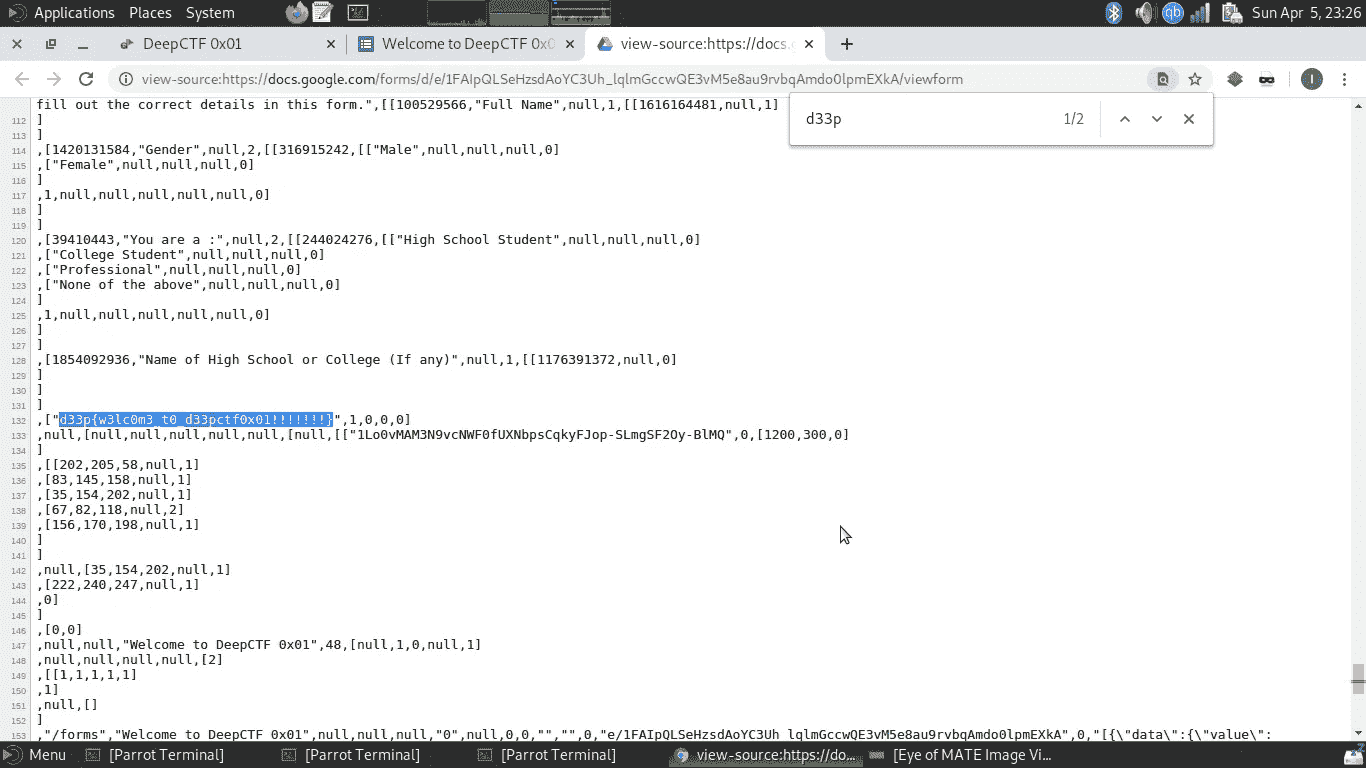 Applications Places System Sun Apr 5, 23:26
DeepCTF 0x01 Welcome to DeepCTF 0x0 view-source:https://docs.g
view-source:https://docs.google.com/forms/d/e/1FAIpQLSeHzsdAoYC3Uh_lqlmGccwQE3vM5e8au9rvbqAmdo0lpmEXkA/viewform
d33p 1/2
fill out the correct details in this form.",[[100529566,"Full Name",null,1,[[1616164481,null,1]
112 ]
113 ]
114 ,[1420131584,"Gender",null,2,[[316915242,[["Male",null,null,null,0]
115 ,["Female",null,null,null,0]
116 ]
117 ,1,null,null,null,null,null,0]
118 ]
119 ]
120 ,[39410443,"You are a :",null,2,[[244024276,[["High School Student",null,null,null,0]
121 ,["College Student",null,null,null,0]
122 ,["Professional",null,null,null,0]
123 ,["None of the above",null,null,null,0]
124 ]
125 ,1,null,null,null,null,null,0]
126 ]
127 ]
128 ,[1854092936,"Name of High School or College (If any)",null,1,[[1176391372,null,0]
129 ]
130 ]
131 ]
132 ,["d33p{w3lc0m3_t0_d33pctf0x01!!!!!!!}",1,0,0,0]
133 ,null,[null,null,null,null,null,[null,[["1Lo0vMAM3N9vcNWF0fUXNbpsCqkyFJop-SLmgSF2Oy-BlMQ",0,[1200,300,0]
134 ]
135 ,[[202,205,58,null,1]
136 ,[83,145,158,null,1]
137 ,[35,154,202,null,1]
138 ,[67,82,118,null,2]
139 ,[156,170,198,null,1]
140 ]
141 ]
142 ,null,[35,154,202,null,1]
143 ,[222,240,247,null,1]
144 ,0]
145 ]
146 ,[0,0]
147 ,null,null,"Welcome to DeepCTF 0x01",48,[null,1,0,null,1]
148 ,null,null,null,null,[2]
149 ,[[1,1,1,1,1]
150 ,1]
151 ,null,[]
152 ]
153 ,"/forms","Welcome to DeepCTF 0x01",null,null,null,"0",null,0,0,"","",0,"e/1FAIpQLSeHzsdAoYC3Uh_lqlmGccwQE3vM5e8au9rvbqAmdo0lpmEXkA",0,"[{\"data\":{\"value\":
Menu [Parrot Terminal] [Parrot Terminal] [Parrot Terminal] view-source:https://do... [Eye of MATE Image Vi...